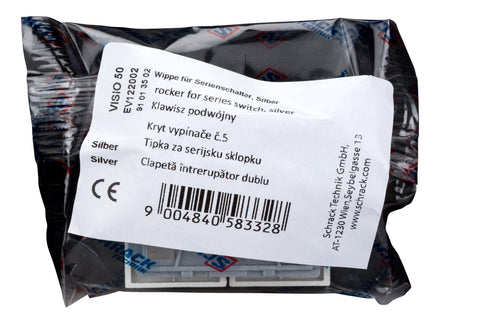 VISIO 50
EV122002
91 01 35 02
Wippe für Serienschalter, Silber
rocker for series switch, silver
Klawisz podwójny
Kryt vypínače č.5
Silber Tipka za serijsku sklopku
Silver Clapetă întrerupător dublu
CE
9 004840 583328
Schrack Technik GmbH,
AT-1230 Wien,Seybelgasse 13
www.schrack.com